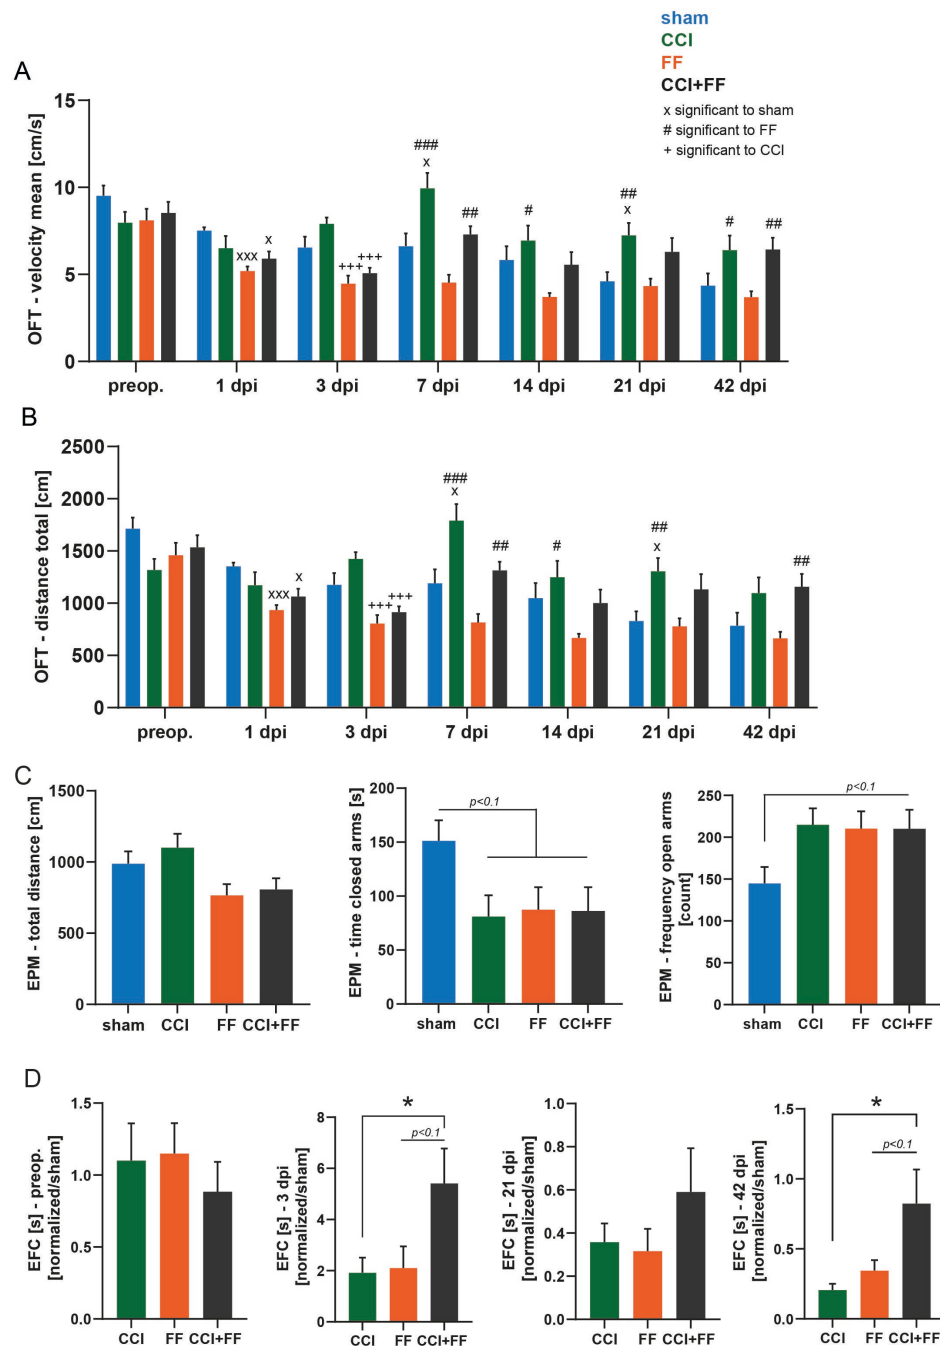 sham
CCI
FF
CCI+FF
x significant to sham
# significant to FF
+ significant to CCI
A
OFT - velocity mean [cm/s]
15
10
5
0
xxx
x
+++
+++
###
x
##
#
##
x
#
##
preop.
1 dpi
3 dpi
7 dpi
14 dpi
21 dpi
42 dpi
B
OFT - distance total [cm]
2500
2000
1500
1000
500
0
xxx
x
+++
+++
###
x
##
#
##
x
##
preop.
1 dpi
3 dpi
7 dpi
14 dpi
21 dpi
42 dpi
C
EPM - total distance [cm]
1500
1000
500
0
sham
CCI
FF
CCI+FF
EPM - time closed arms [s]
200
150
100
50
0
p<0.1
sham
CCI
FF
CCI+FF
EPM - frequency open arms
[count]
250
200
150
100
50
0
p<0.1
sham
CCI
FF
CCI+FF
D
EFC [s] - preop.
[normalized/sham]
1.5
1.0
0.5
0.0
CCI
FF
CCI+FF
EFC [s] - 3 dpi
[normalized/sham]
8
6
4
2
0
*
p<0.1
CCI
FF
CCI+FF
EFC [s] - 21 dpi
[normalized/sham]
1.0
0.8
0.6
0.4
0.2
0.0
CCI
FF
CCI+FF
EFC [s] - 42 dpi
[normalized/sham]
1.5
1.0
0.5
0.0
*
p<0.1
CCI
FF
CCI+FF